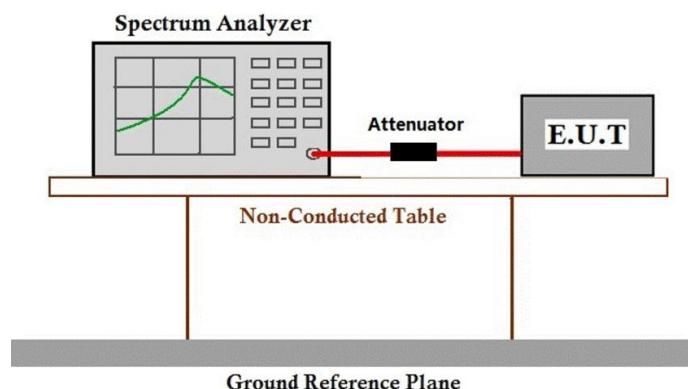 Spectrum Analyzer
Attenuator
E.U.T
Non-Conducted Table
Ground Reference Plane